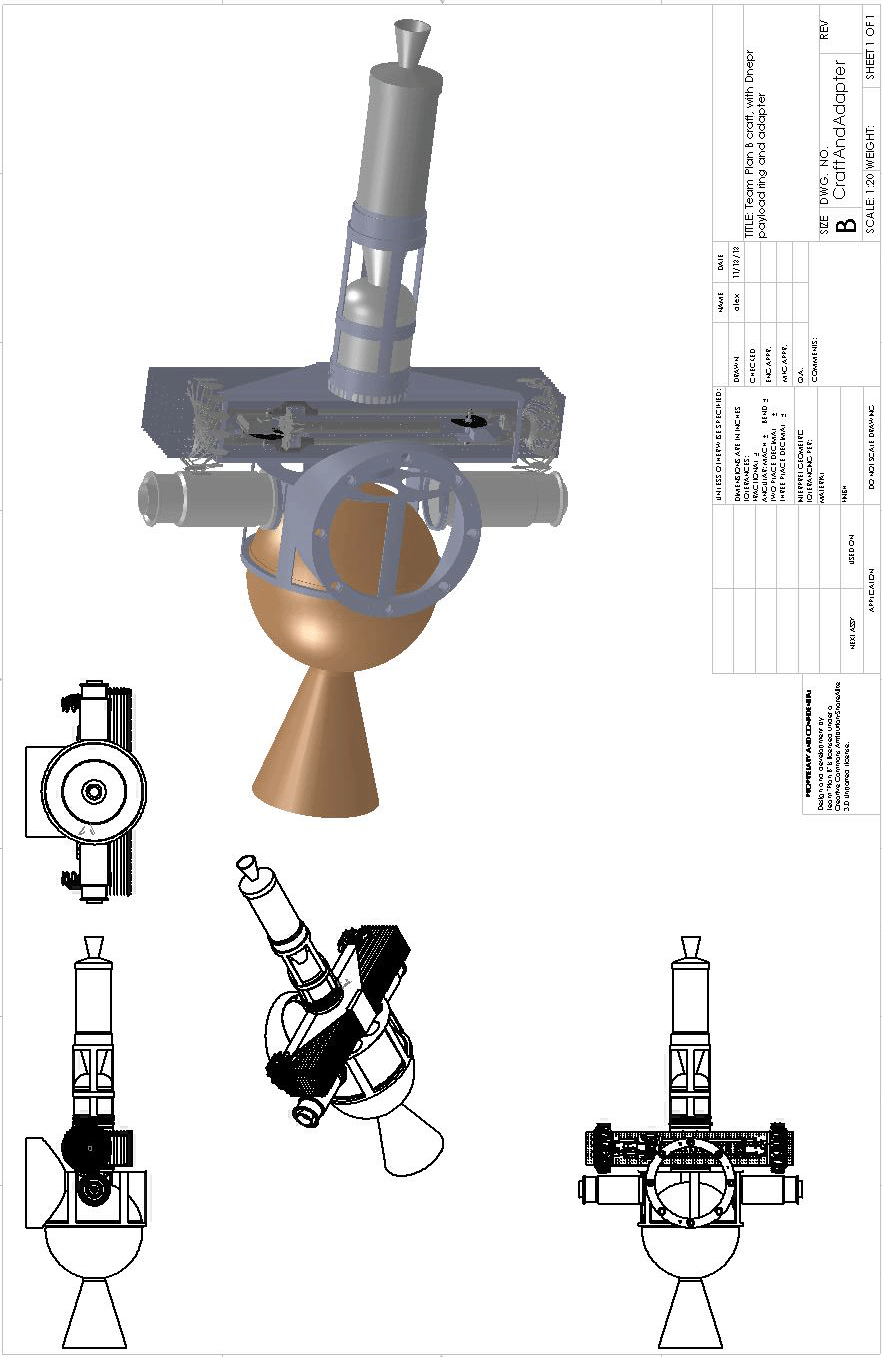 UNLESS OTHERWISE SPECIFIED:
DIMENSIONS ARE IN INCHES
TOLERANCES:
FRACTIONAL ±
ANGULAR: MACH ± BEND ±
TWO PLACE DECIMAL ±
THREE PLACE DECIMAL ±
INTERPRET GEOMETRIC
TOLERANCING PER:
MATERIAL
FINISH
NEXT ASSY
USED ON
APPLICATION
DO NOT SCALE DRAWING
NAME
DATE
DRAWN
alex
11/13/13
CHECKED
ENG APPR.
MFG APPR.
Q.A.
COMMENTS:
TITLE: Team Plan B craft, with Dnepr
payload ring and adapter
SIZE
DWG. NO.
REV
B
CraftAndAdapter
SCALE: 1:20
WEIGHT:
SHEET 1 OF 1
PROPRIETARY AND CONFIDENTIAL
Design and development by
Team "Plan B" is licensed under a
Creative Commons Attribution-ShareAlike
3.0 Unported License.